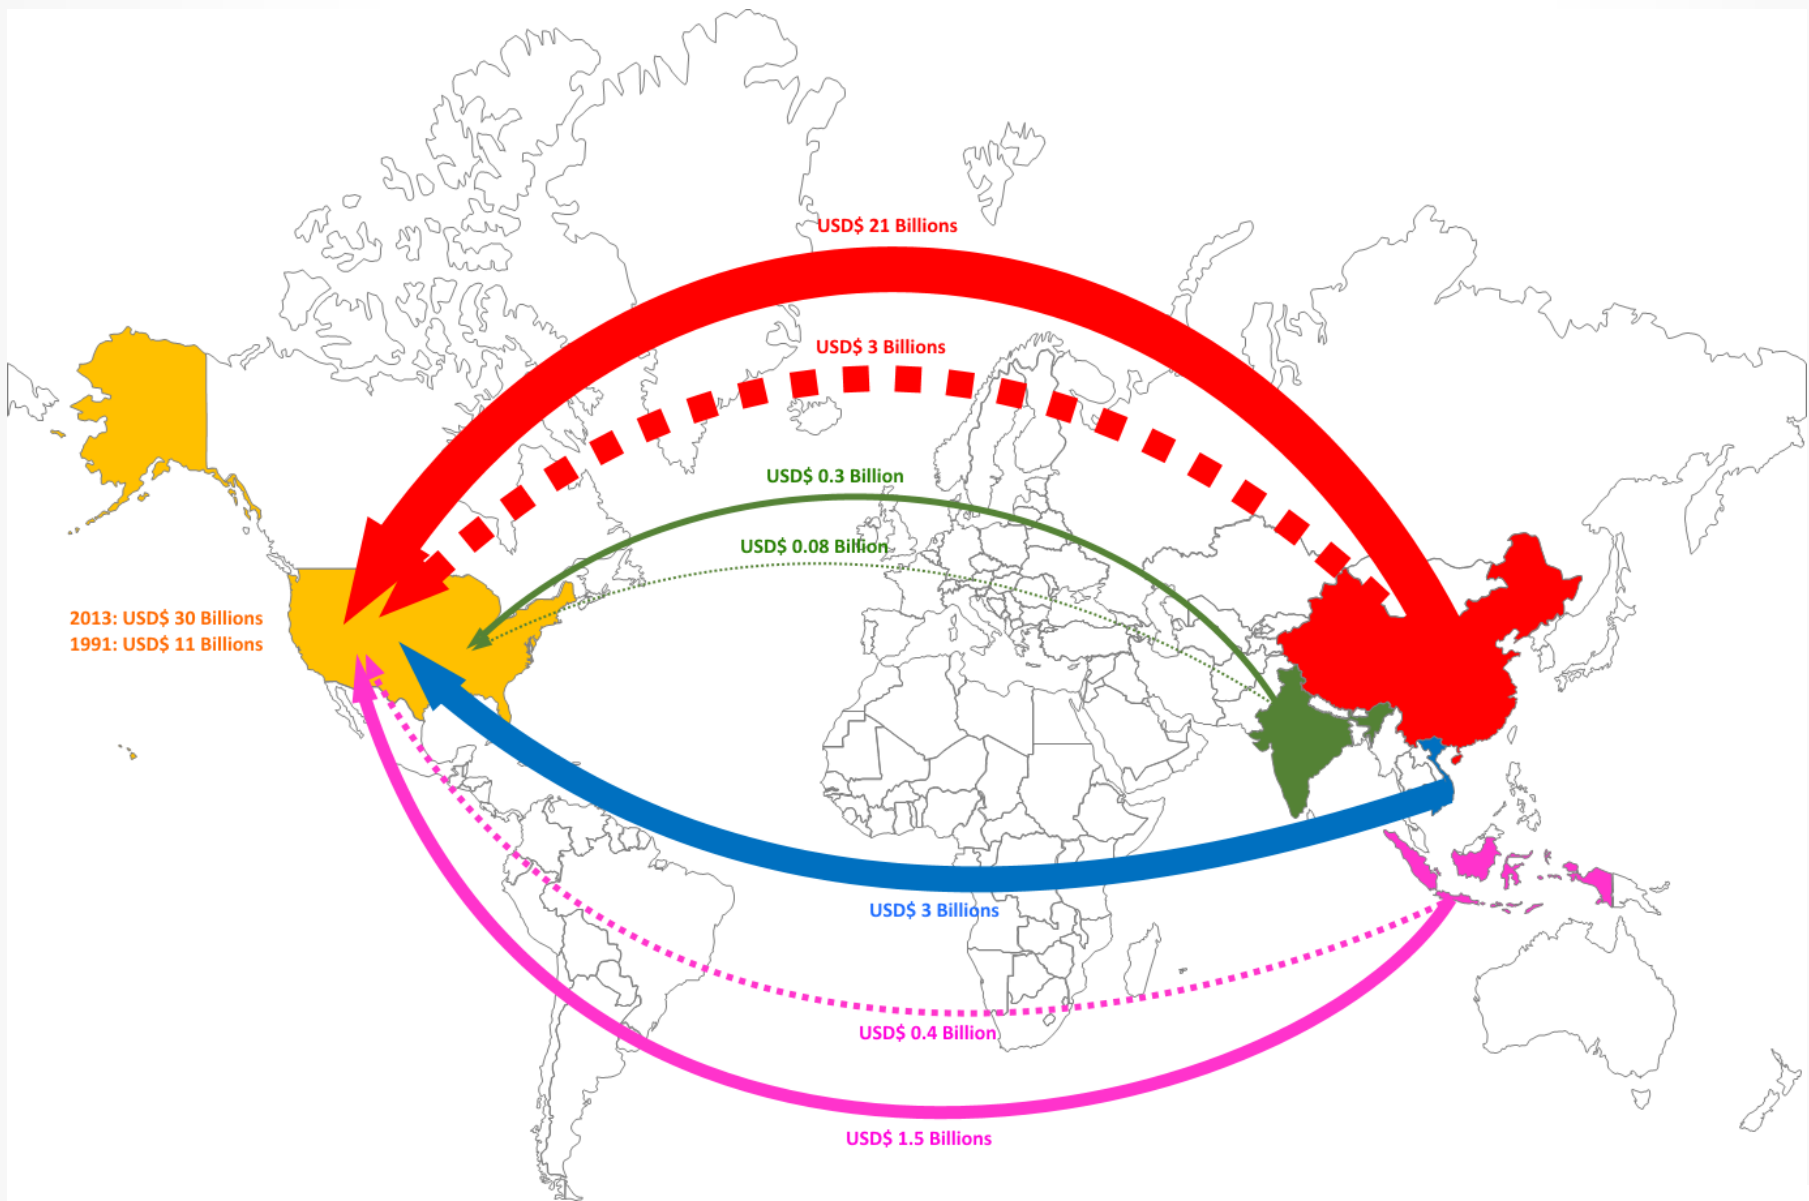 USD$ 21 Billions
USD$ 3 Billions
USD$ 0.3 Billion
USD$ 0.08 Billion
2013: USD$ 30 Billions
1991: USD$ 11 Billions
USD$ 3 Billions
USD$ 0.4 Billion
USD$ 1.5 Billions